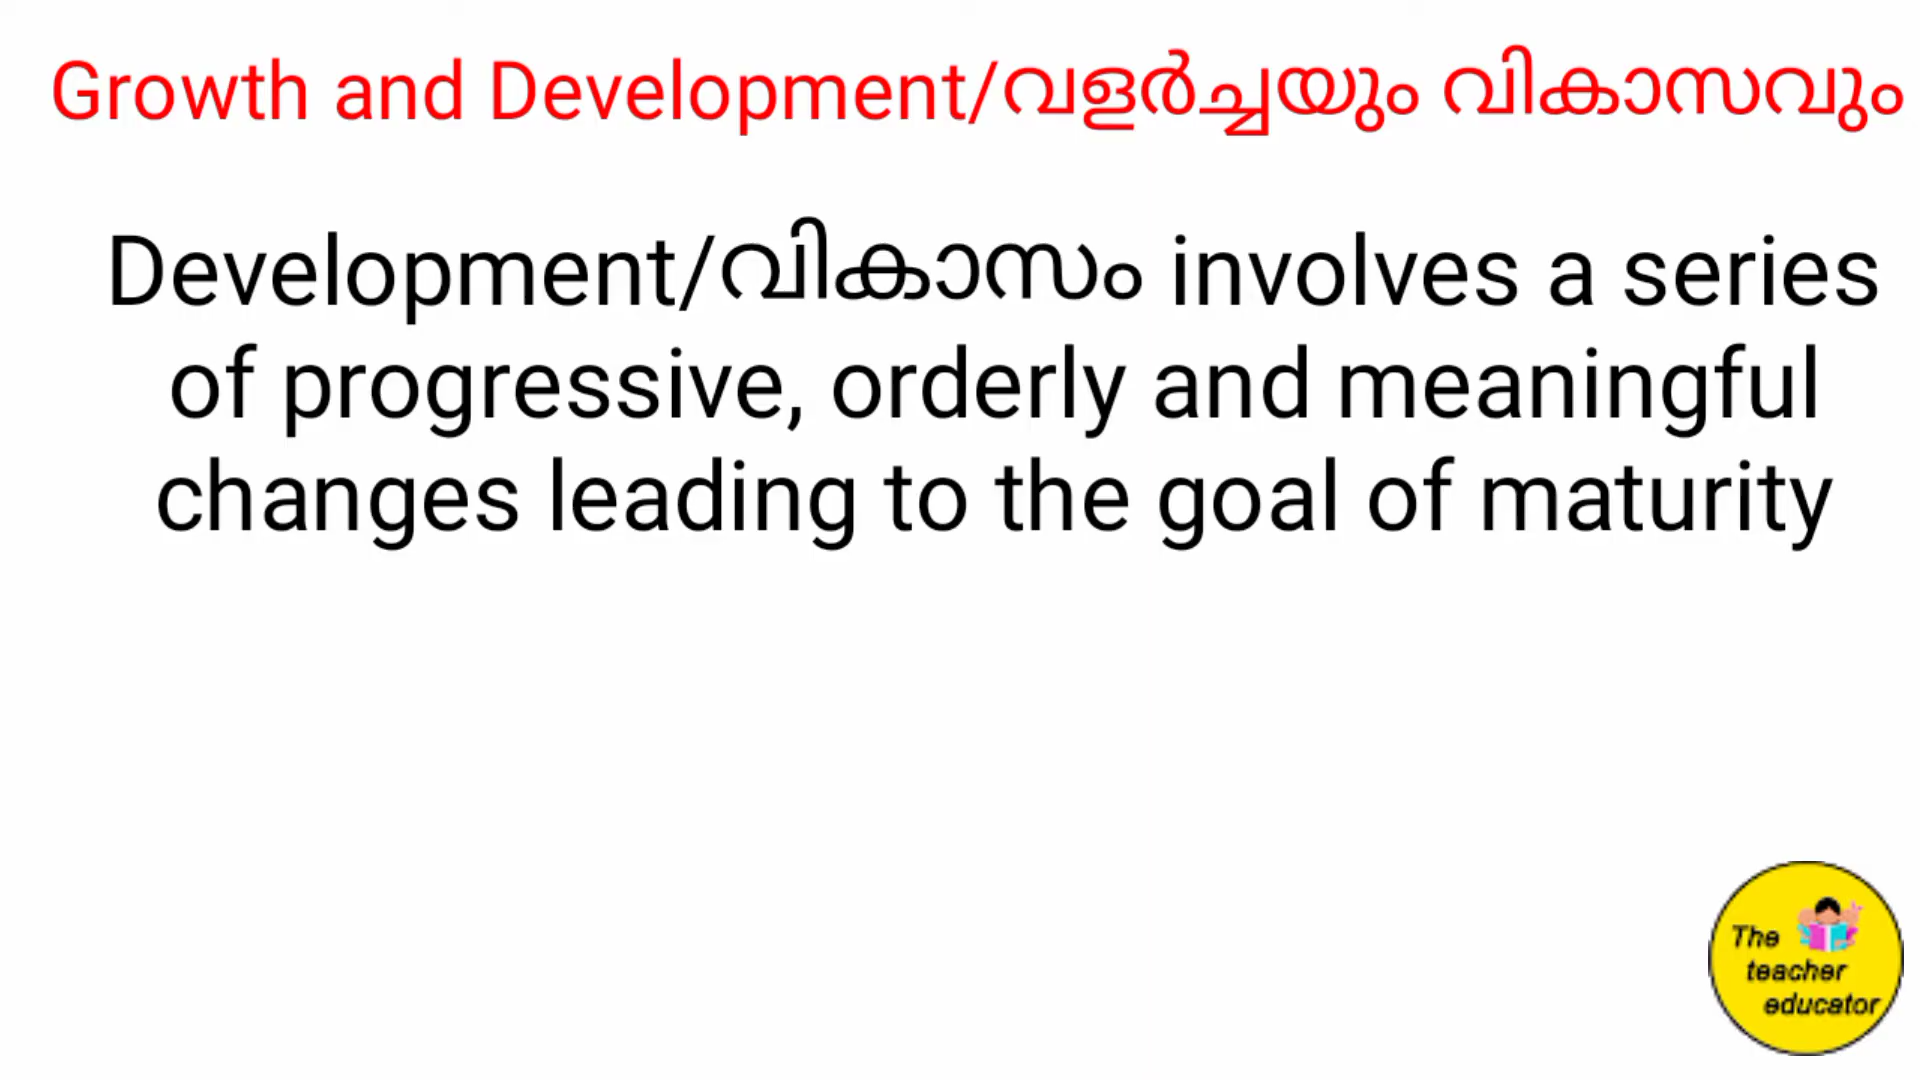 Growth and Development/വളർച്ചയും വികാസവും
Development/വികാസം involves a series
of progressive, orderly and meaningful
changes leading to the goal of maturity
The
teacher
educator